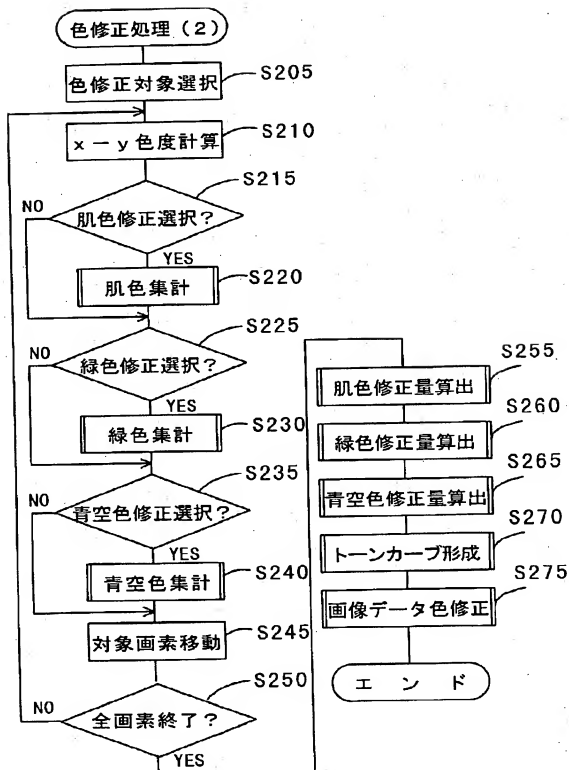 色修正処理(2)
色修正対象選択
S205
x-y色度計算
S210
S215
NO
肌色修正選択?
YES
肌色集計
S220
S225
NO
緑色修正選択?
YES
緑色集計
S230
S235
NO
青空色修正選択?
YES
青空色集計
S240
対象画素移動
S245
S250
NO
全画素終了?
YES
S255
肌色修正量算出
S260
緑色修正量算出
S265
青空色修正量算出
S270
トーンカーブ形成
S275
画像データ色修正
エンド